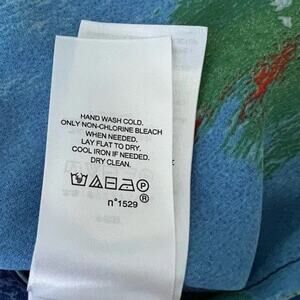 HAND WASH COLD.
ONLY NON-CHLORINE BLEACH
WHEN NEEDED.
LAY FLAT TO DRY.
COOL IRON IF NEEDED.
DRY CLEAN.
P
R
n°1529